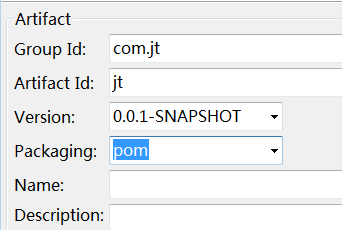 Artifact
Group Id: com.jt
Artifact Id: jt
Version: 0.0.1-SNAPSHOT
Packaging: pom
Name:
Description: